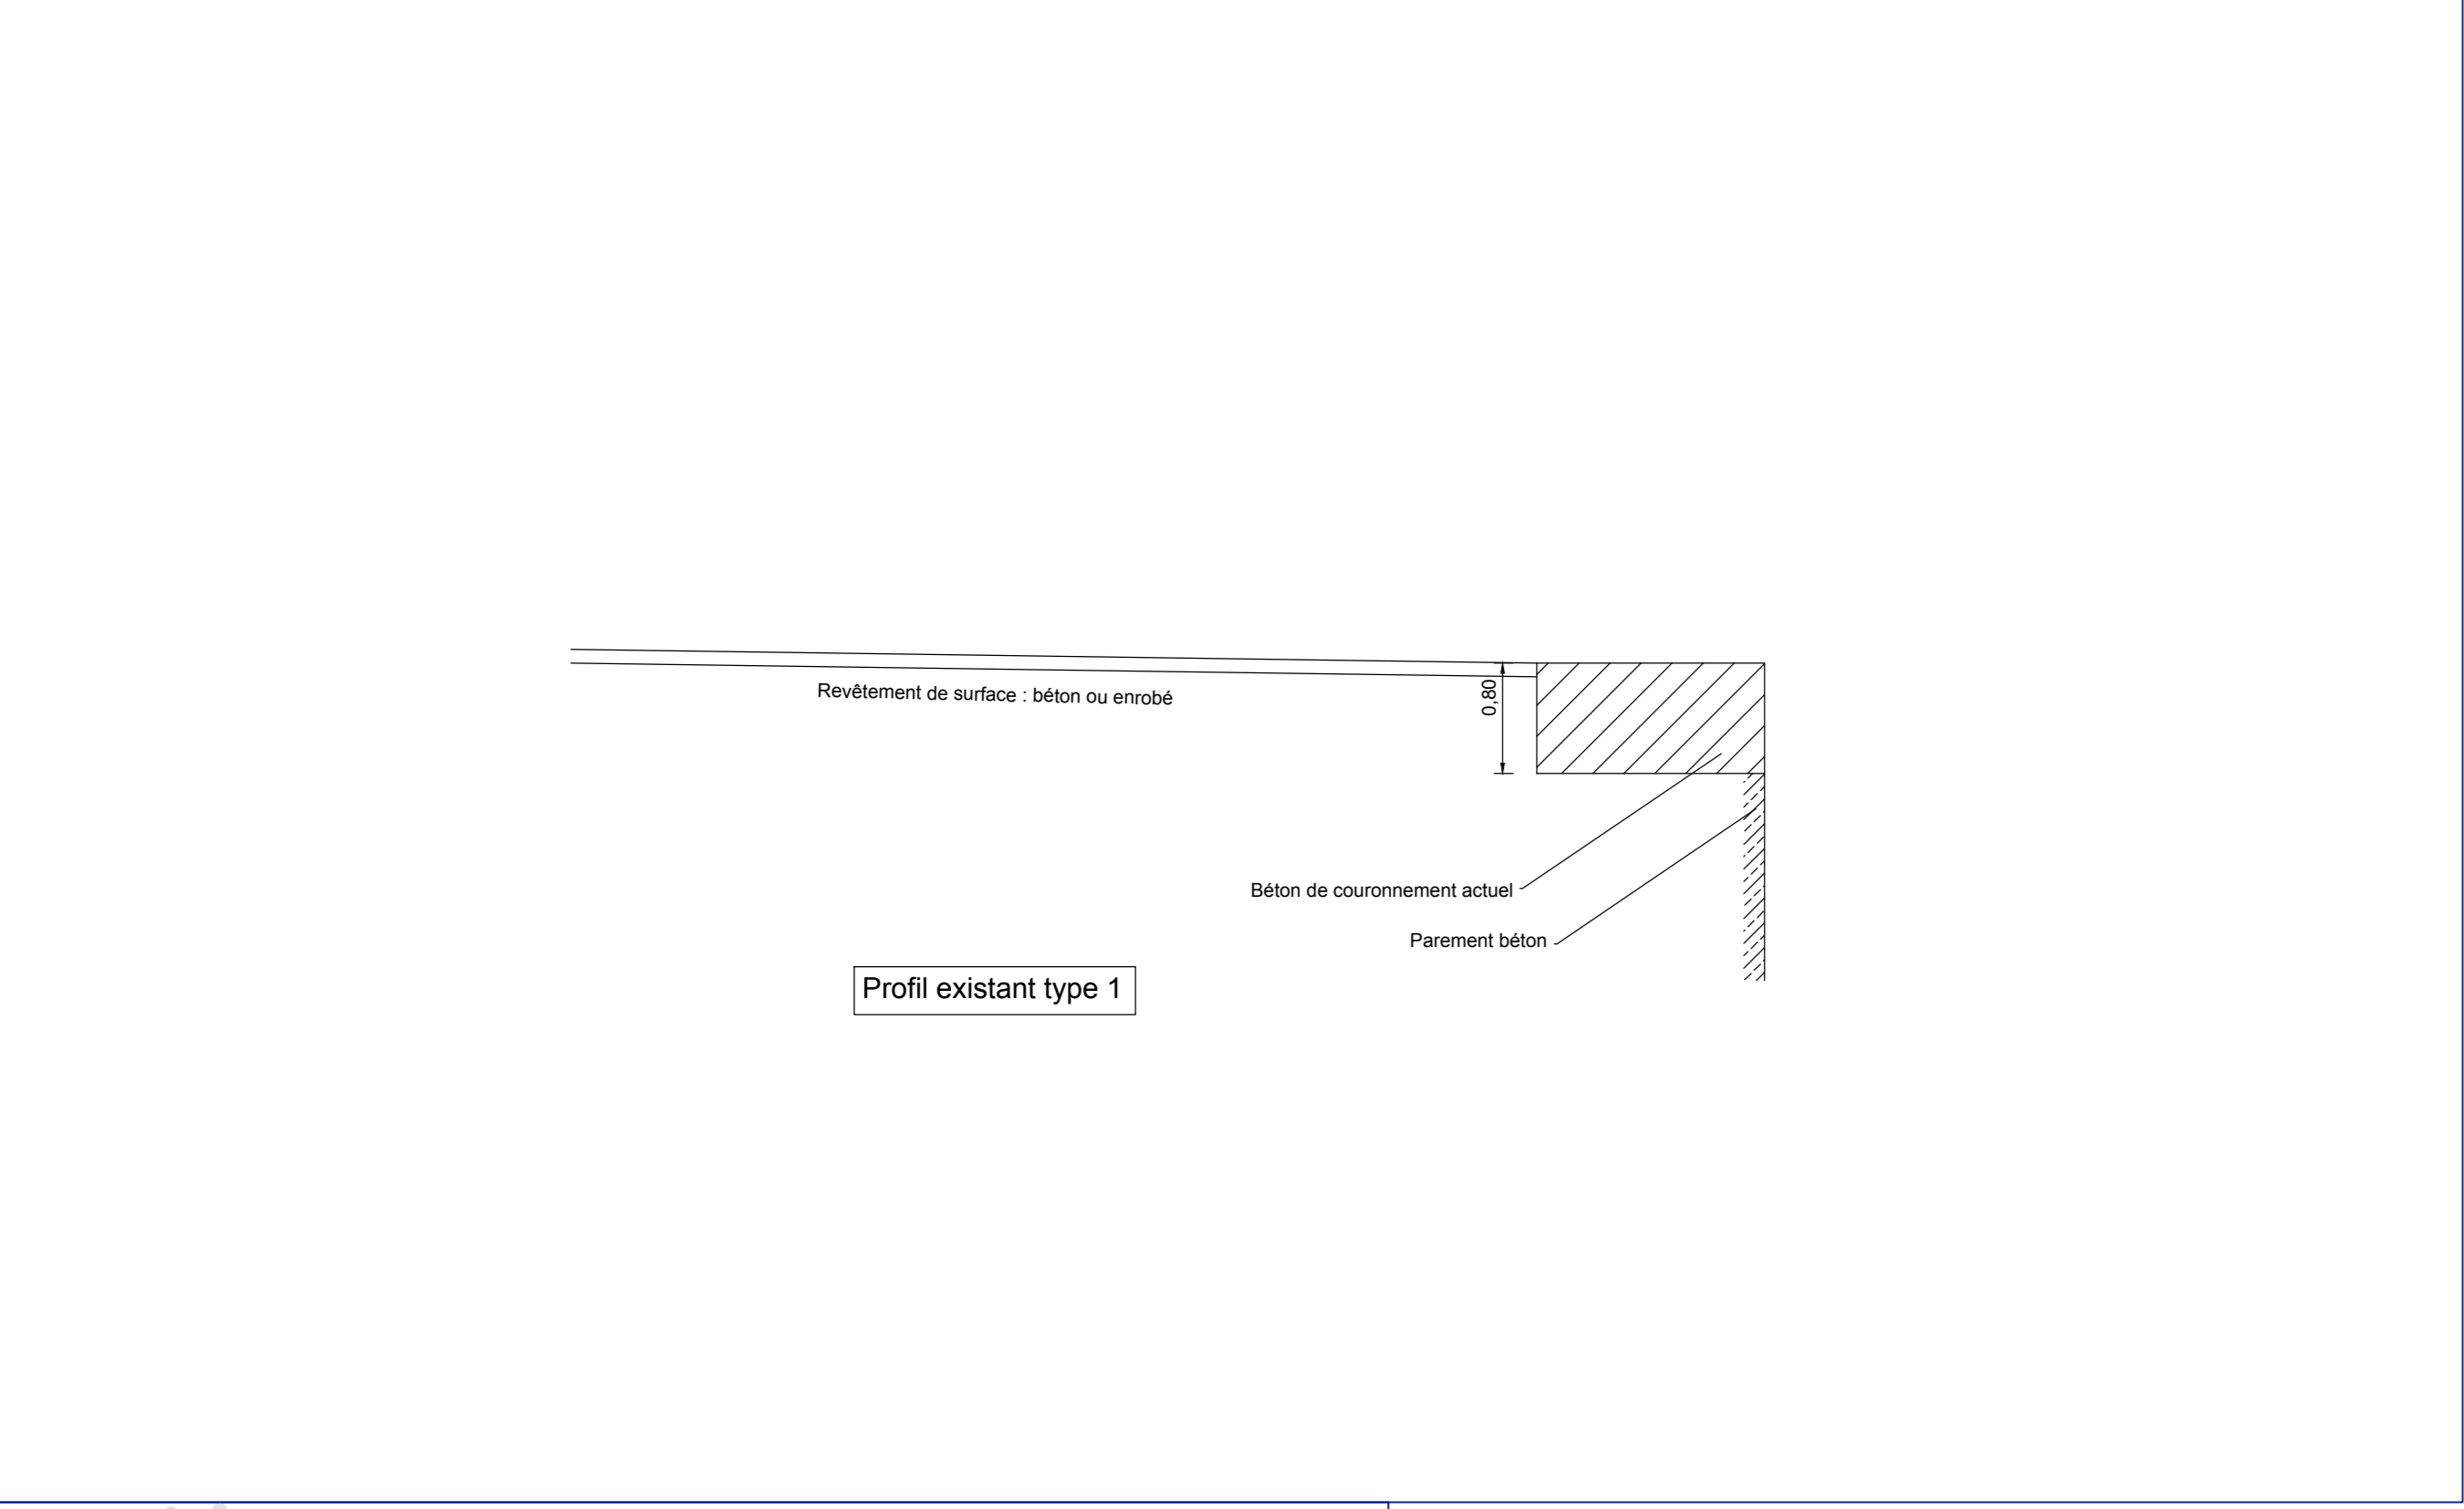 Revêtement de surface : béton ou enrobé
0,80
Béton de couronnement actuel
Parement béton
Profil existant type 1